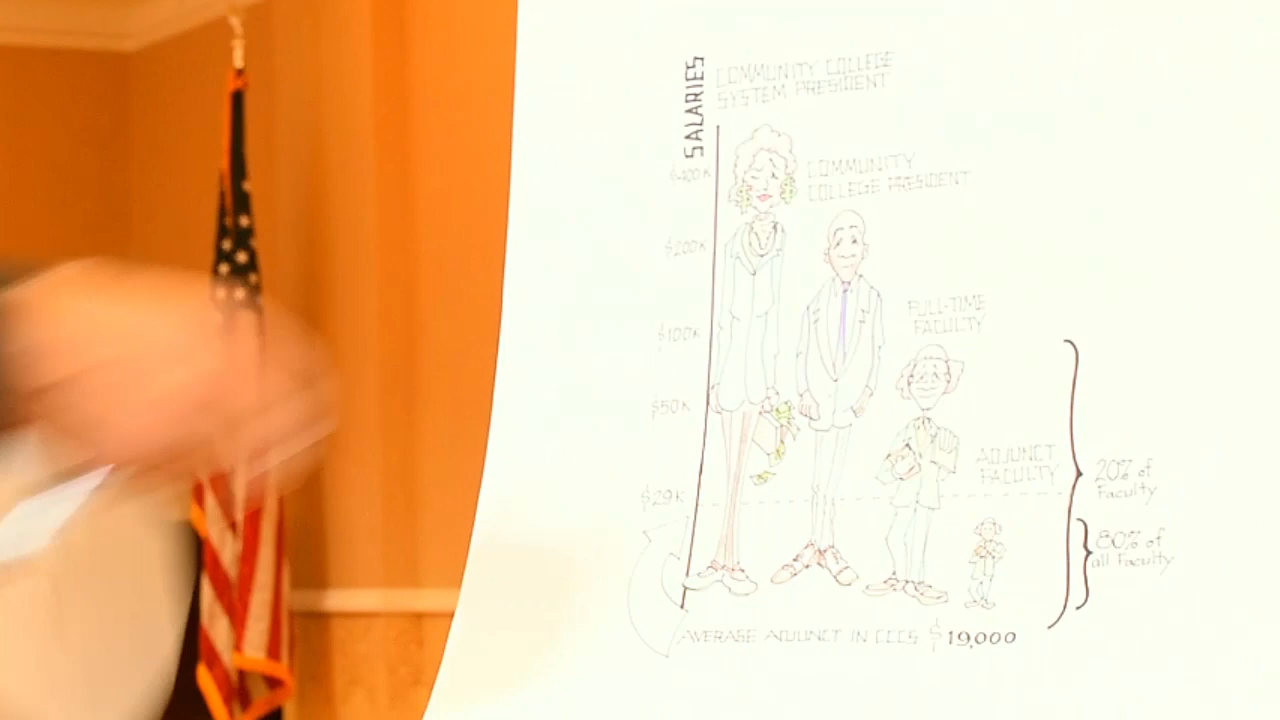 SALARIES
COMMUNITY COLLEGE
SYSTEM PRESIDENT
$400K
COMMUNITY
COLLEGE PRESIDENT
$200K
FULL-TIME
FACULTY
$100K
$50K
ADJUNCT
FACULTY
20% of
Faculty
$29K
80% of
all Faculty
AVERAGE ADJUNCT IN CCCS $19,000